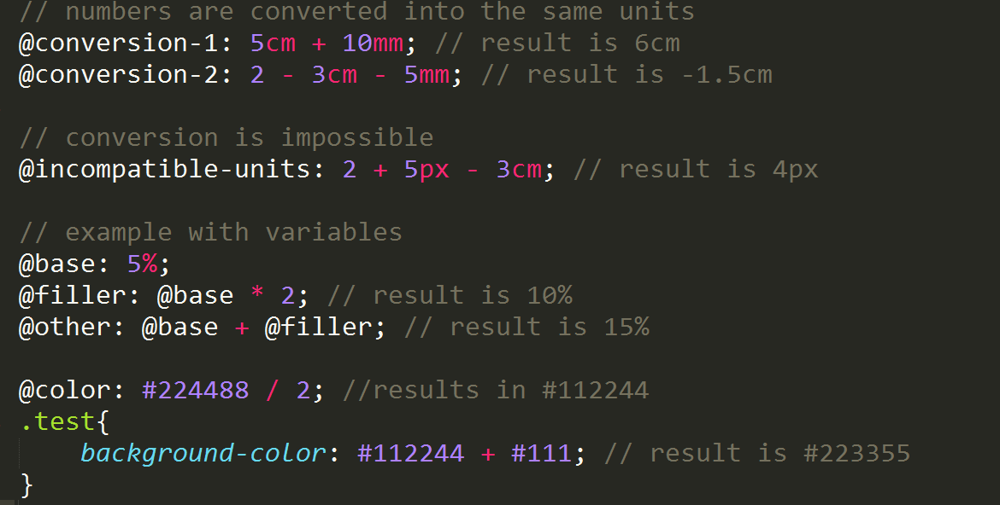 // numbers are converted into the same units
@conversion-1: 5cm + 10mm; // result is 6cm
@conversion-2: 2 - 3cm - 5mm; // result is -1.5cm
// conversion is impossible
@incompatible-units: 2 + 5px - 3cm; // result is 4px
// example with variables
@base: 5%;
@filler: @base * 2; // result is 10%
@other: @base + @filler; // result is 15%
@color: #224488 / 2; //results in #112244
.test{
background-color: #112244 + #111; // result is #223355
}